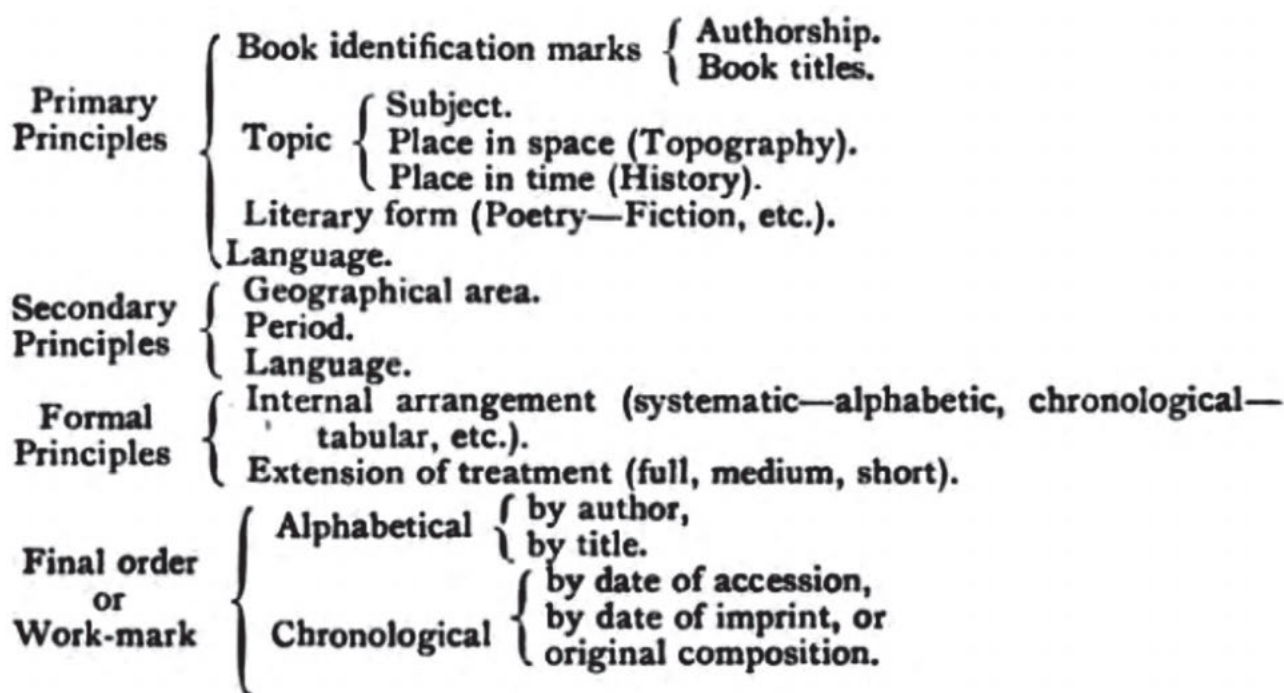 Book identification marks { Authorship.
Book titles.
Primary Principles
Topic { Subject.
Place in space (Topography).
Place in time (History).
Literary form (Poetry—Fiction, etc.).
Language.
Secondary Principles { Geographical area.
Period.
Language.
Formal Principles { Internal arrangement (systematic—alphabetic, chronological—
tabular, etc.).
Extension of treatment (full, medium, short).
Final order or Work-mark
Alphabetical { by author,
by title.
Chronological { by date of accession,
by date of imprint, or
original composition.